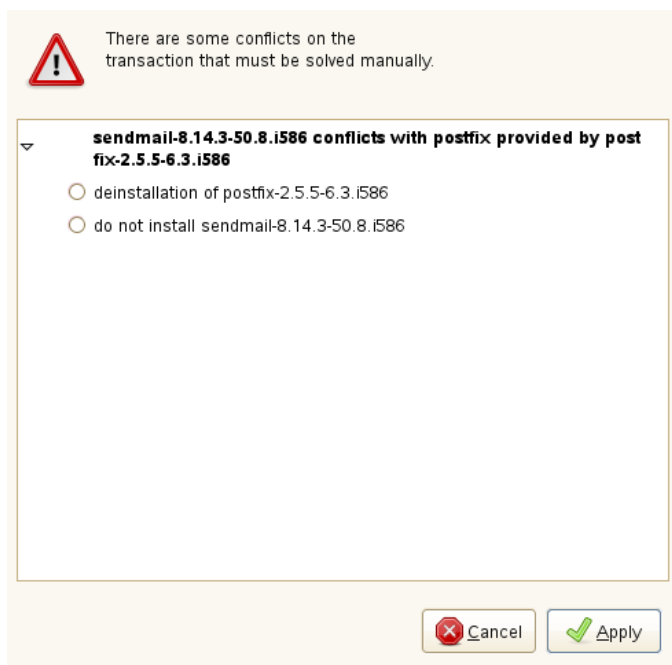 There are some conflicts on the
transaction that must be solved manually.
sendmail-8.14.3-50.8.i586 conflicts with postfix provided by post
fix-2.5.5-6.3.i586
deinstallation of postfix-2.5.5-6.3.i586
do not install sendmail-8.14.3-50.8.i586
Cancel
Apply